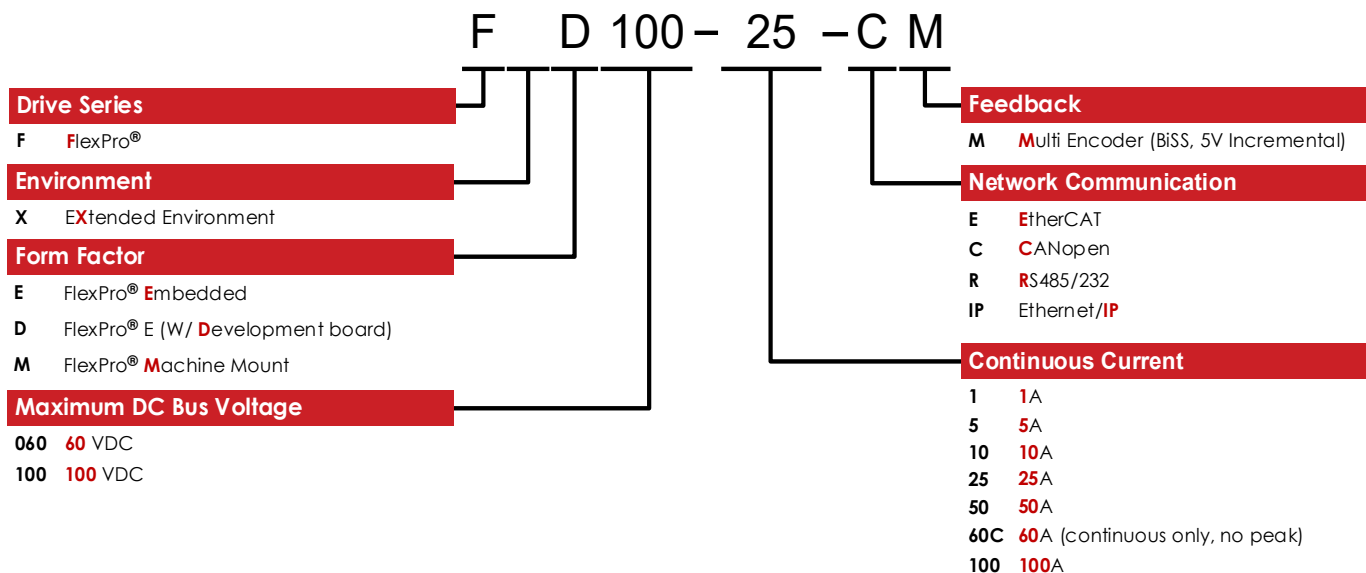 F D 100 – 25 – C M
Drive Series
F FlexPro®
Environment
X EXtended Environment
Form Factor
E FlexPro® Embedded
D FlexPro® E (W/ Development board)
M FlexPro® Machine Mount
Maximum DC Bus Voltage
060 60 VDC
100 100 VDC
Feedback
M Multi Encoder (BiSS, 5V Incremental)
Network Communication
E EtherCAT
C CANopen
R RS485/232
IP Ethernet/IP
Continuous Current
1 1A
5 5A
10 10A
25 25A
50 50A
60C 60A (continuous only, no peak)
100 100A